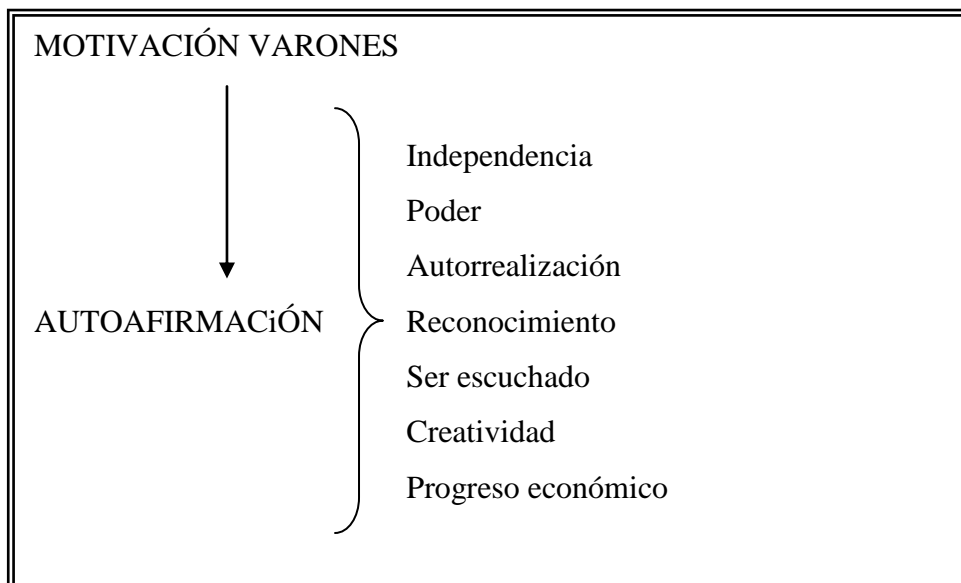 MOTIVACIÓN VARONES
Independencia
Poder
Autorrealización
AUTOAFIRMACiÓN
Reconocimiento
Ser escuchado
Creatividad
Progreso económico